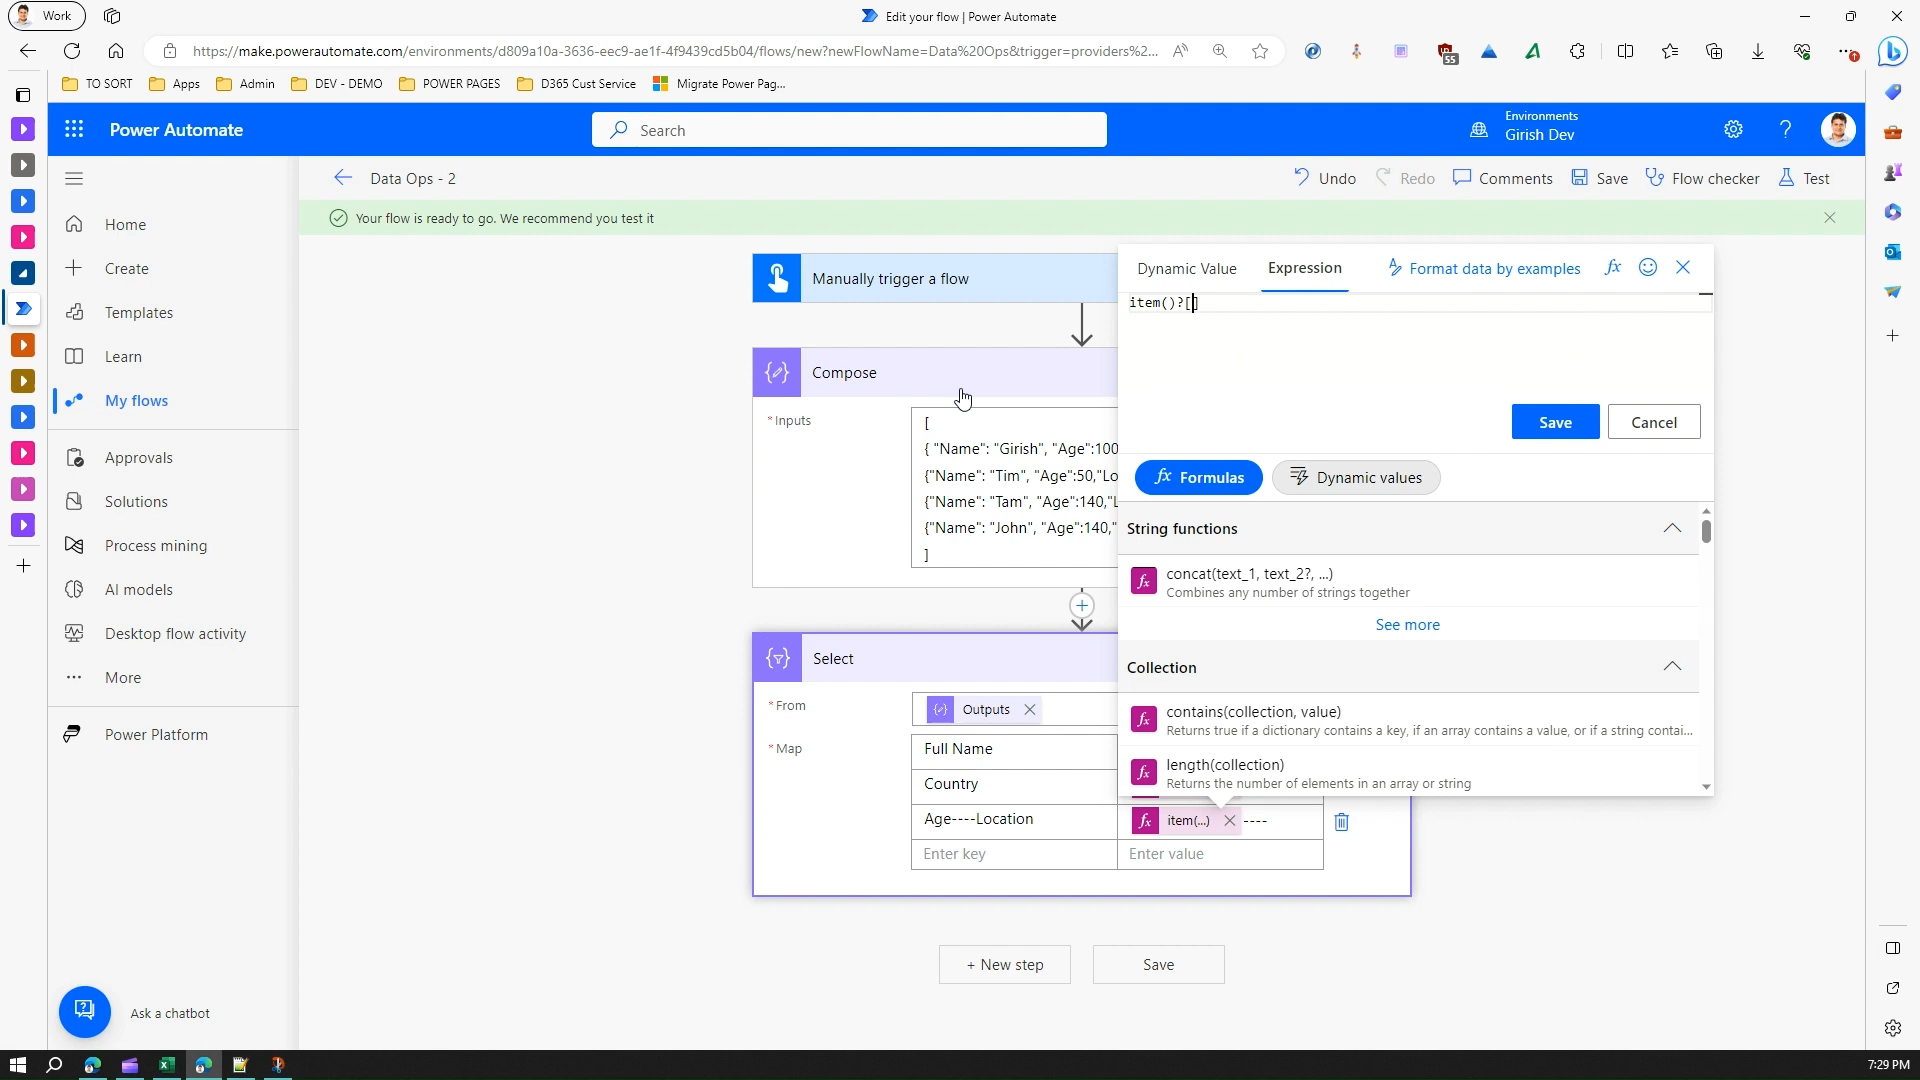 Work
Edit your flow | Power Automate
https://make.powerautomate.com/environments/d809a10a-3636-eec9-ae1f-4f9439cd5b04/flows/new?newFlowName=Data%20Ops&trigger=providers%2...
55
TO SORT
Apps
Admin
DEV - DEMO
POWER PAGES
D365 Cust Service
Migrate Power Pag...
Power Automate
Search
Environments
Girish Dev
Data Ops - 2
Undo
Redo
Comments
Save
Flow checker
Test
Your flow is ready to go. We recommend you test it
Home
Create
Templates
Learn
My flows
Approvals
Solutions
Process mining
AI models
Desktop flow activity
More
Power Platform
Ask a chatbot
Manually trigger a flow
Compose
* Inputs
[
{ "Name": "Girish", "Age":100
{"Name": "Tim", "Age":50,"Lo
{"Name": "Tam", "Age":140,"L
{"Name": "John", "Age":140,"
]
Select
* From
Outputs
* Map
Full Name
Country
Age----Location
item(...)
----
Enter key
Enter value
+ New step
Save
Dynamic Value
Expression
Format data by examples
fx
item()?[]
Save
Cancel
fx Formulas
Dynamic values
String functions
fx
concat(text_1, text_2?, ...)
Combines any number of strings together
See more
Collection
fx
contains(collection, value)
Returns true if a dictionary contains a key, if an array contains a value, or if a string contai...
fx
length(collection)
Returns the number of elements in an array or string
fx
7:29 PM